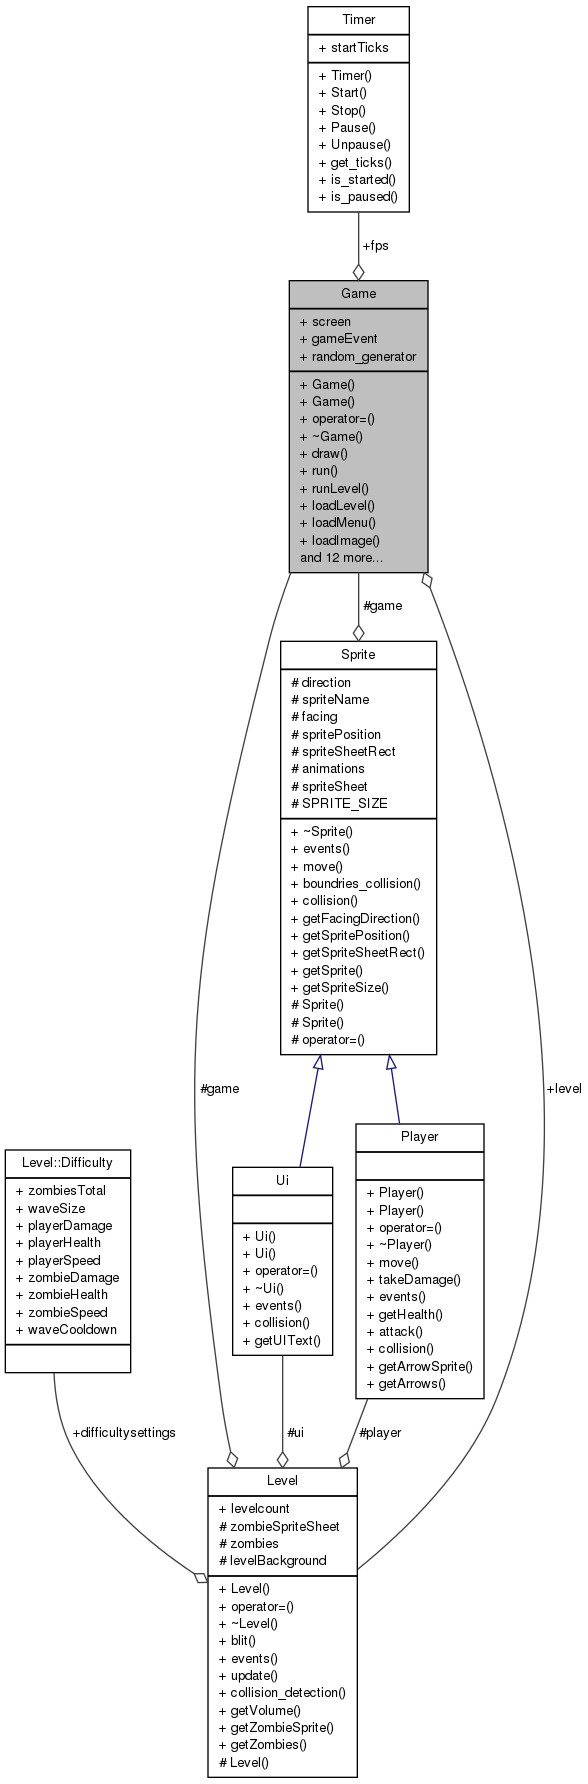 Timer
+ startTicks
+ Timer()
+ Start()
+ Stop()
+ Pause()
+ Unpause()
+ get_ticks()
+ is_started()
+ is_paused()
+fps
Game
+ screen
+ gameEvent
+ random_generator
+ Game()
+ Game()
+ operator=()
+ ~Game()
+ draw()
+ run()
+ runLevel()
+ loadLevel()
+ loadMenu()
+ loadImage()
and 12 more...
#game
Sprite
# direction
# spriteName
# facing
# spritePosition
# spriteSheetRect
# animations
# spriteSheet
# SPRITE_SIZE
+ ~Sprite()
+ events()
+ move()
+ boundries_collision()
+ collision()
+ getFacingDirection()
+ getSpritePosition()
+ getSpriteSheetRect()
+ getSprite()
+ getSpriteSize()
# Sprite()
# Sprite()
# operator=()
#game
+level
Level::Difficulty
+ zombiesTotal
+ waveSize
+ playerDamage
+ playerHealth
+ playerSpeed
+ zombieDamage
+ zombieHealth
+ zombieSpeed
+ waveCooldown
Ui
+ Ui()
+ Ui()
+ operator=()
+ ~Ui()
+ events()
+ collision()
+ getUIText()
Player
+ Player()
+ Player()
+ operator=()
+ ~Player()
+ move()
+ takeDamage()
+ events()
+ getHealth()
+ attack()
+ collision()
+ getArrowSprite()
+ getArrows()
+difficultysettings
#ui
#player
Level
+ levelcount
# zombieSpriteSheet
# zombies
# levelBackground
+ Level()
+ operator=()
+ ~Level()
+ blit()
+ events()
+ update()
+ collision_detection()
+ getVolume()
+ getZombieSprite()
+ getZombies()
# Level()